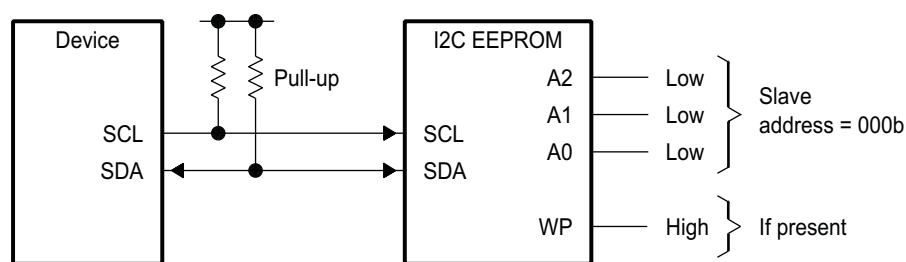 Device
I2C EEPROM
Pull-up
A2
Low
A1
Low
A0
Low
Slave
address = 000b
SCL
SCL
SDA
SDA
WP
High
If present